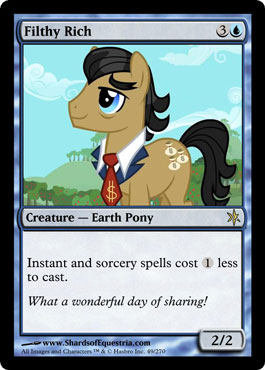 Filthy Rich 3
Creature — Earth Pony
$
Instant and sorcery spells cost 1 less
to cast.
What a wonderful day of sharing!
www.ShardsofEquestria.com
All Images and Characters ™ & © Hasbro Inc. 49/270
2/2